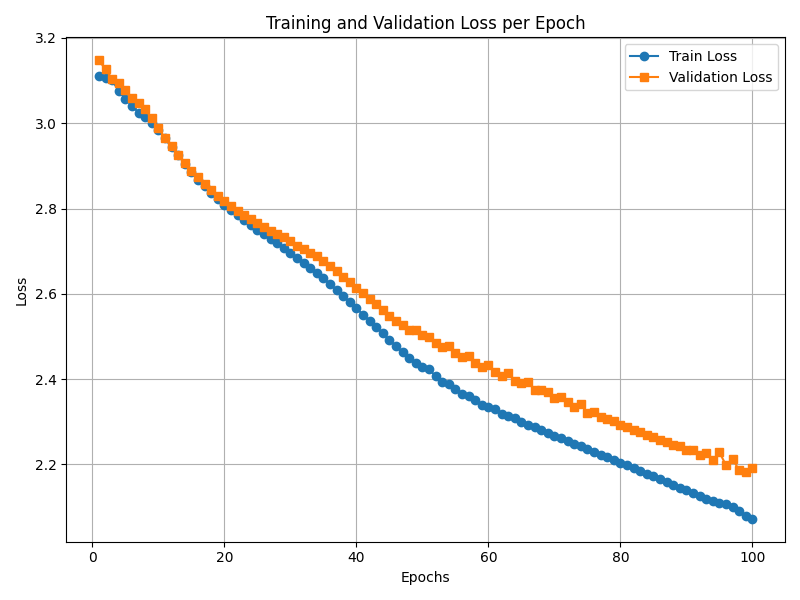 Training and Validation Loss per Epoch
Train Loss
Validation Loss
3.2
3.0
2.8
2.6
2.4
2.2
Loss
0 20 40 60 80 100
Epochs